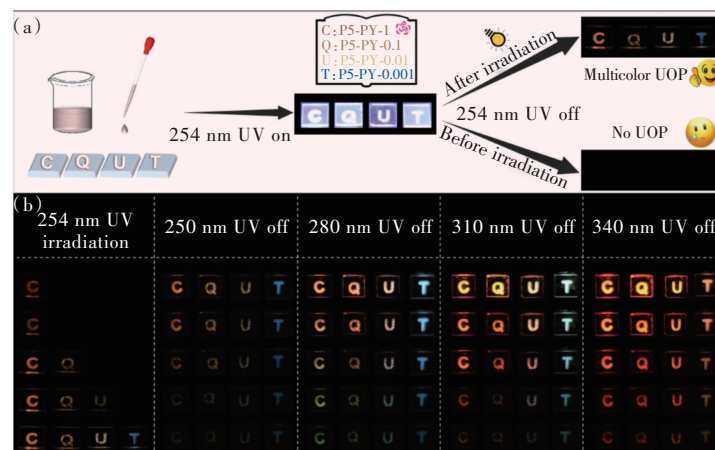 (a)
C:P5-PY-1
Q:P5-PY-0.1
U:P5-PY-0.01
T:P5-PY-0.001
C Q U T
254 nm UV on
C Q U T
After irradiation
254 nm UV off
Before irradiation
C Q U T
Multicolor UOP
No UOP
(b)
254 nm UV
irradiation
250 nm UV off
280 nm UV off
310 nm UV off
340 nm UV off
C
C Q U T
C Q U T
C Q U T
C Q U T
C
C Q U T
C Q U T
C Q U T
C Q U T
C Q
C Q U T
C Q U T
C Q U T
C Q U T
C Q U
C Q U T
C Q U T
C Q U T
C Q U T
C Q U T
C Q U T
C Q U T
C Q U T
C Q U T